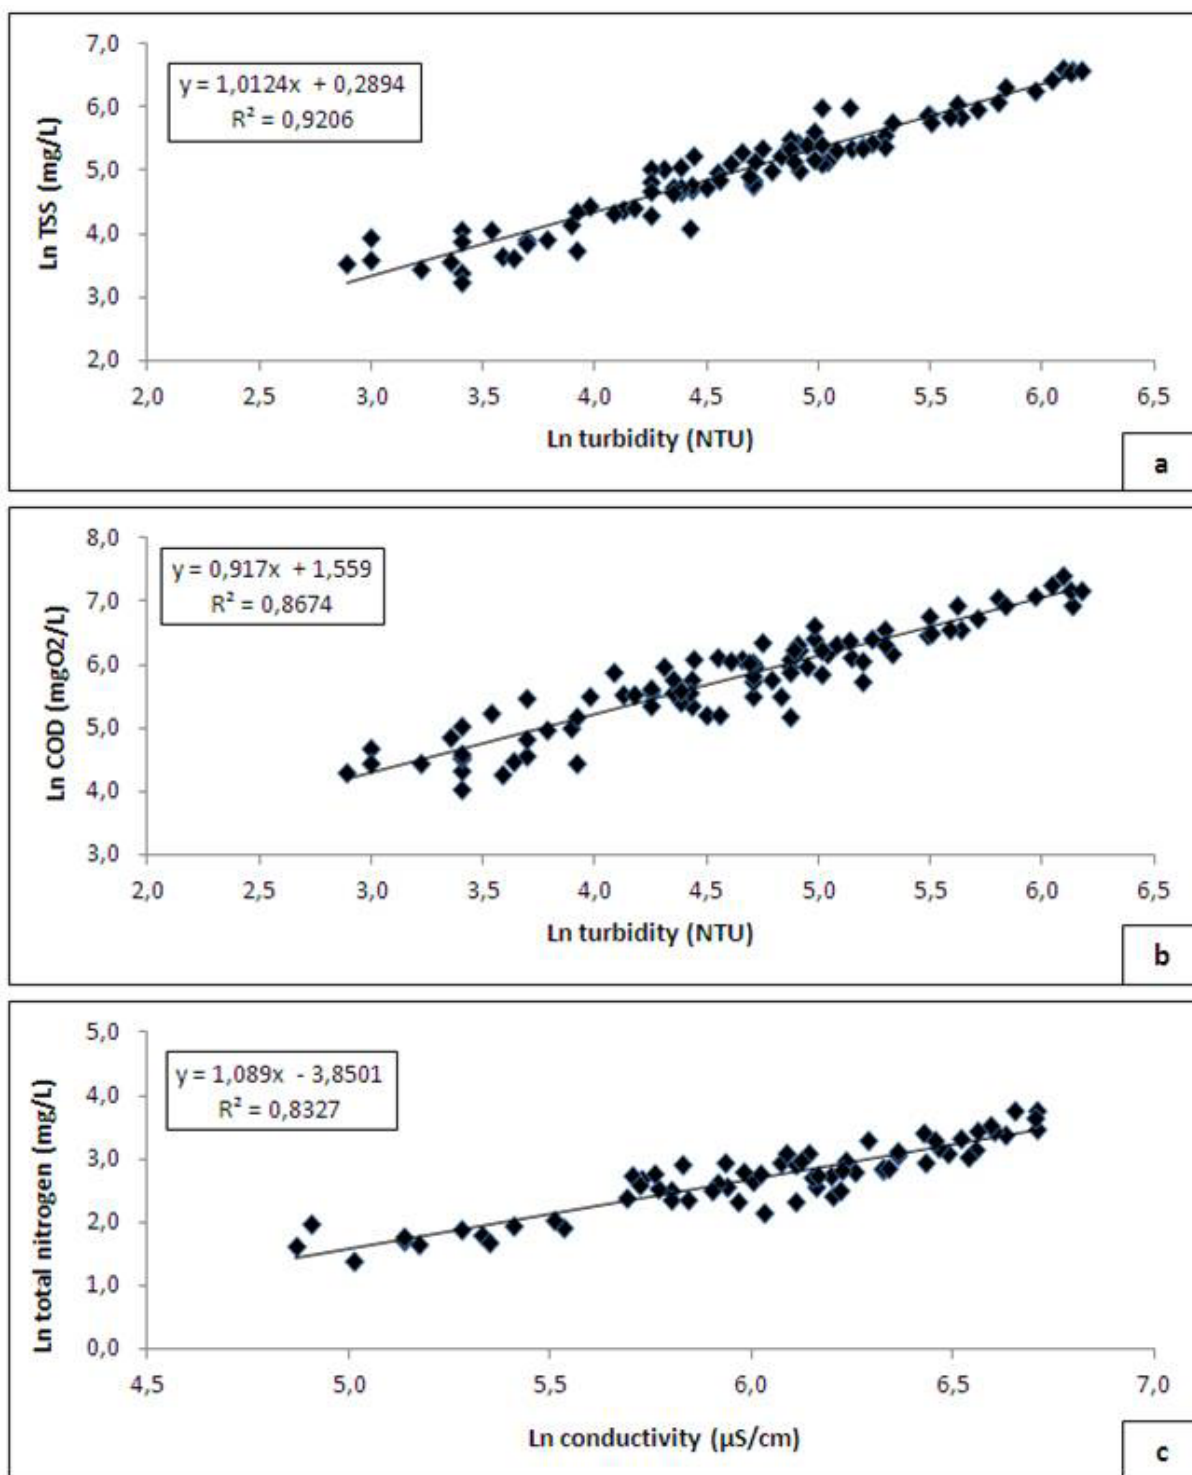 7,0
6,0
5,0
4,0
3,0
2,0
Ln TSS (mg/L)
y = 1,0124x + 0,2894
R² = 0,9206
2,0 2,5 3,0 3,5 4,0 4,5 5,0 5,5 6,0 6,5
Ln turbidity (NTU)
a
8,0
7,0
6,0
5,0
4,0
3,0
Ln COD (mgO2/L)
y = 0,917x + 1,559
R² = 0,8674
2,0 2,5 3,0 3,5 4,0 4,5 5,0 5,5 6,0 6,5
Ln turbidity (NTU)
b
5,0
4,0
3,0
2,0
1,0
0,0
Ln total nitrogen (mg/L)
y = 1,089x - 3,8501
R² = 0,8327
4,5 5,0 5,5 6,0 6,5 7,0
Ln conductivity (µS/cm)
c